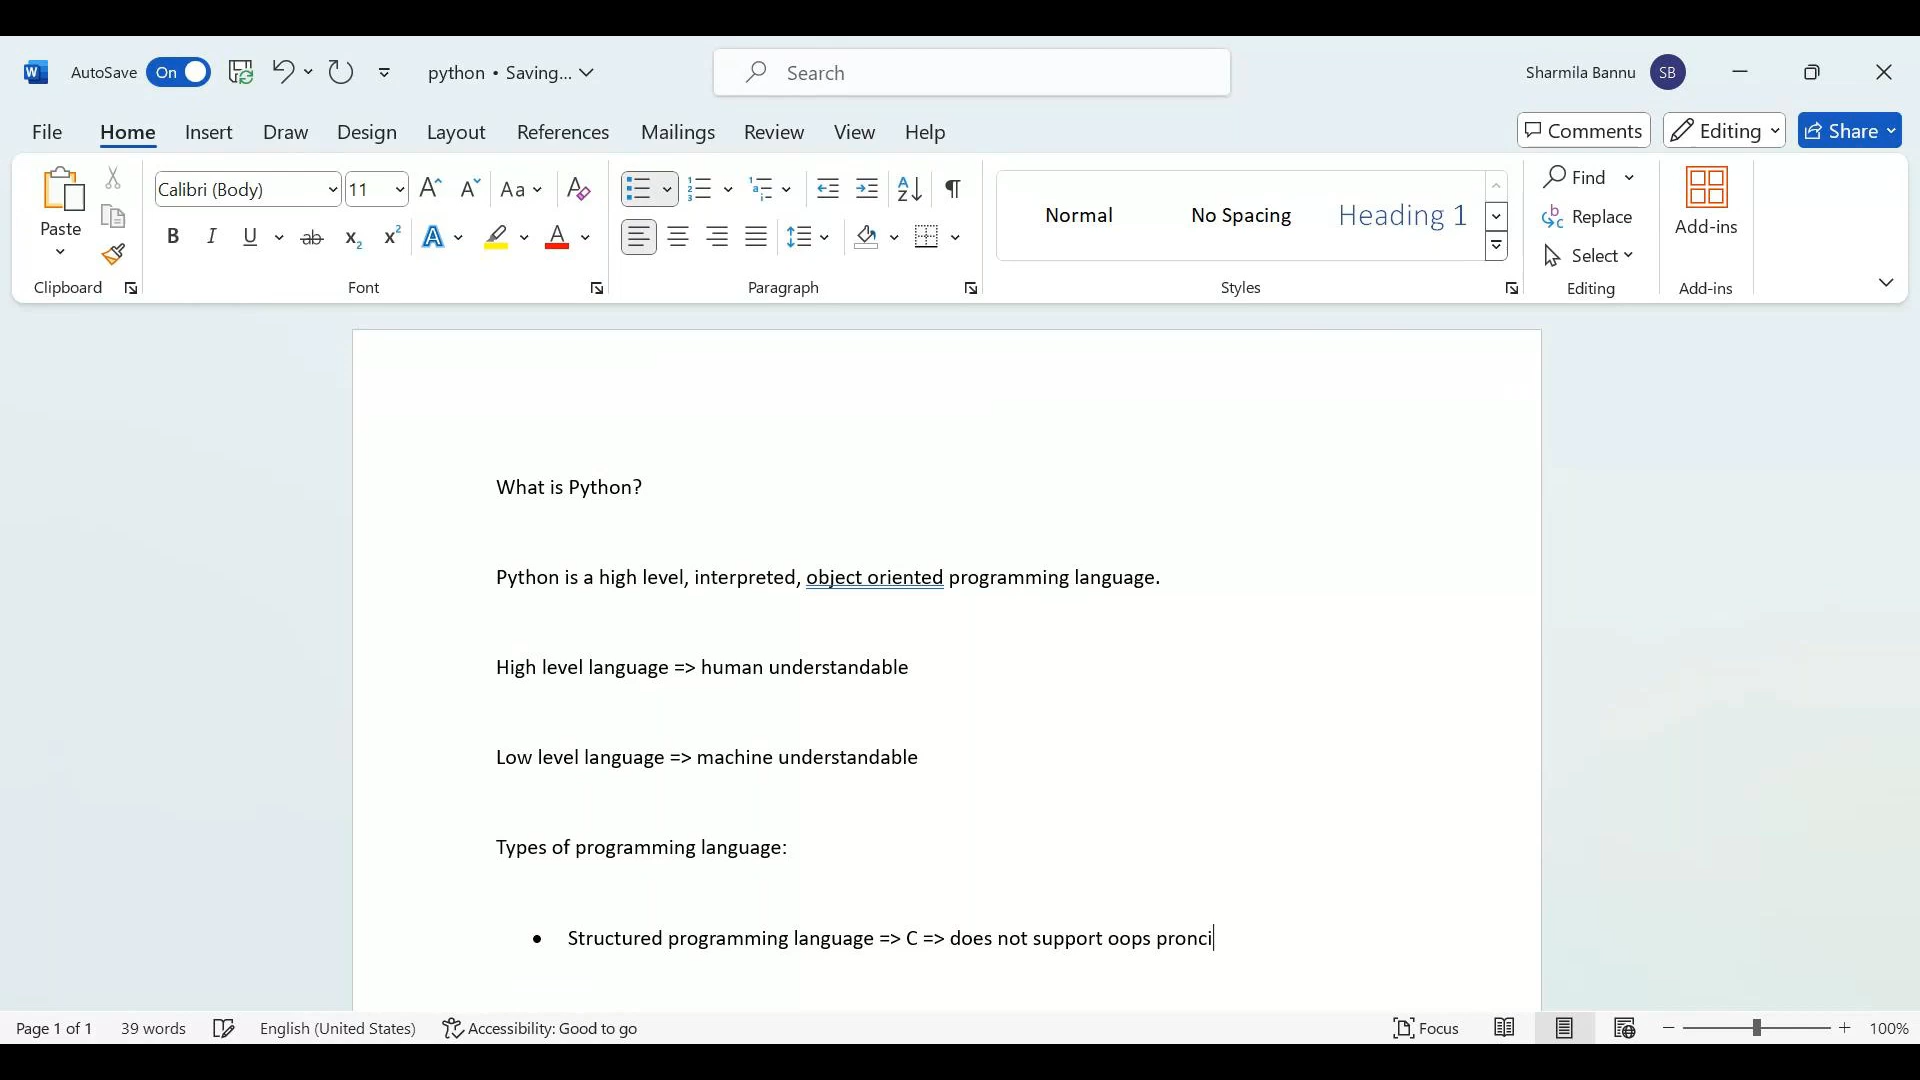 AutoSave On python • Saving... Search Sharmila Bannu SB
File Home Insert Draw Design Layout References Mailings Review View Help Comments Editing Share
Paste Calibri (Body) 11 Aa Normal No Spacing Heading 1 Find Replace Select Add-ins
B I U ab x2 x2 A A
Clipboard Font Paragraph Styles Editing Add-ins
What is Python?
Python is a high level, interpreted, object oriented programming language.
High level language => human understandable
Low level language => machine understandable
Types of programming language:
• Structured programming language => C => does not support oops pronci
Page 1 of 1 39 words English (United States) Accessibility: Good to go Focus 100%